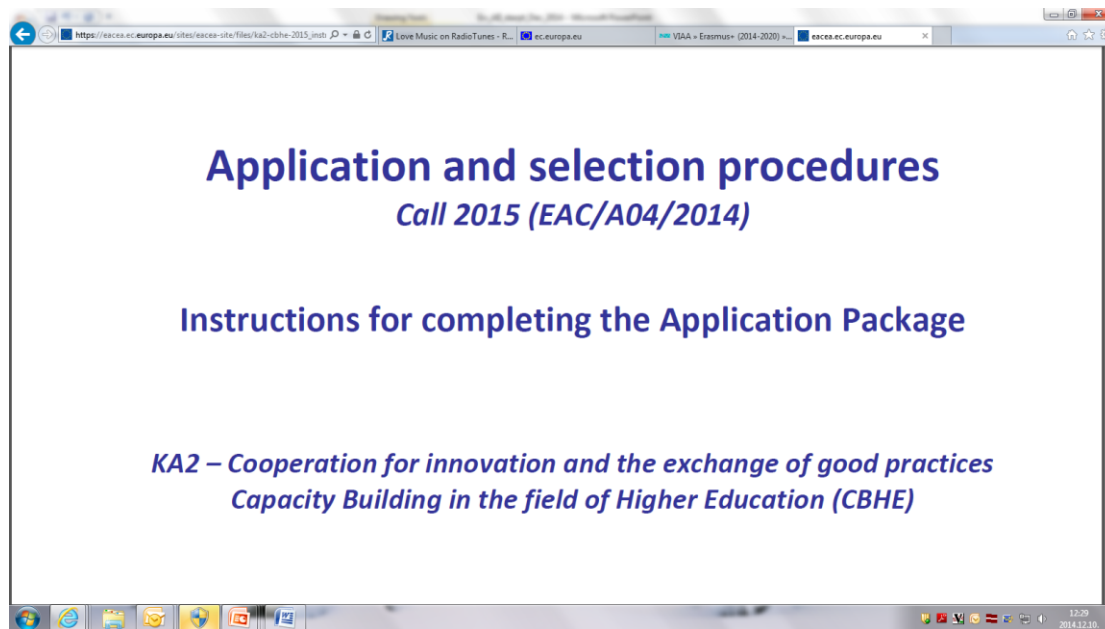 https://eacea.ec.europa.eu/sites/eacea-site/files/ka2-cbhe-2015_insti
Love Music on RadioTunes - R...
ec.europa.eu
VIAA » Erasmus+ (2014-2020) »...
eacea.ec.europa.eu
Application and selection procedures
Call 2015 (EAC/A04/2014)
Instructions for completing the Application Package
KA2 – Cooperation for innovation and the exchange of good practices
Capacity Building in the field of Higher Education (CBHE)
12:29
2014.12.10.